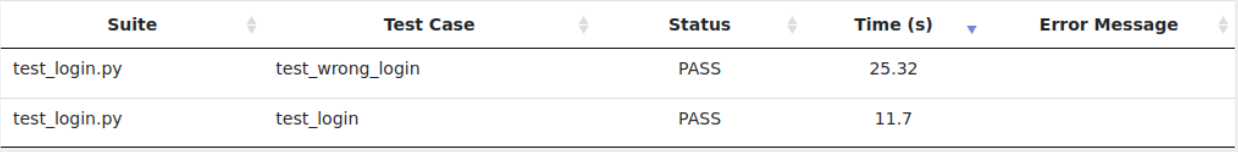 Suite Test Case Status Time (s) Error Message
test_login.py test_wrong_login PASS 25.32
test_login.py test_login PASS 11.7